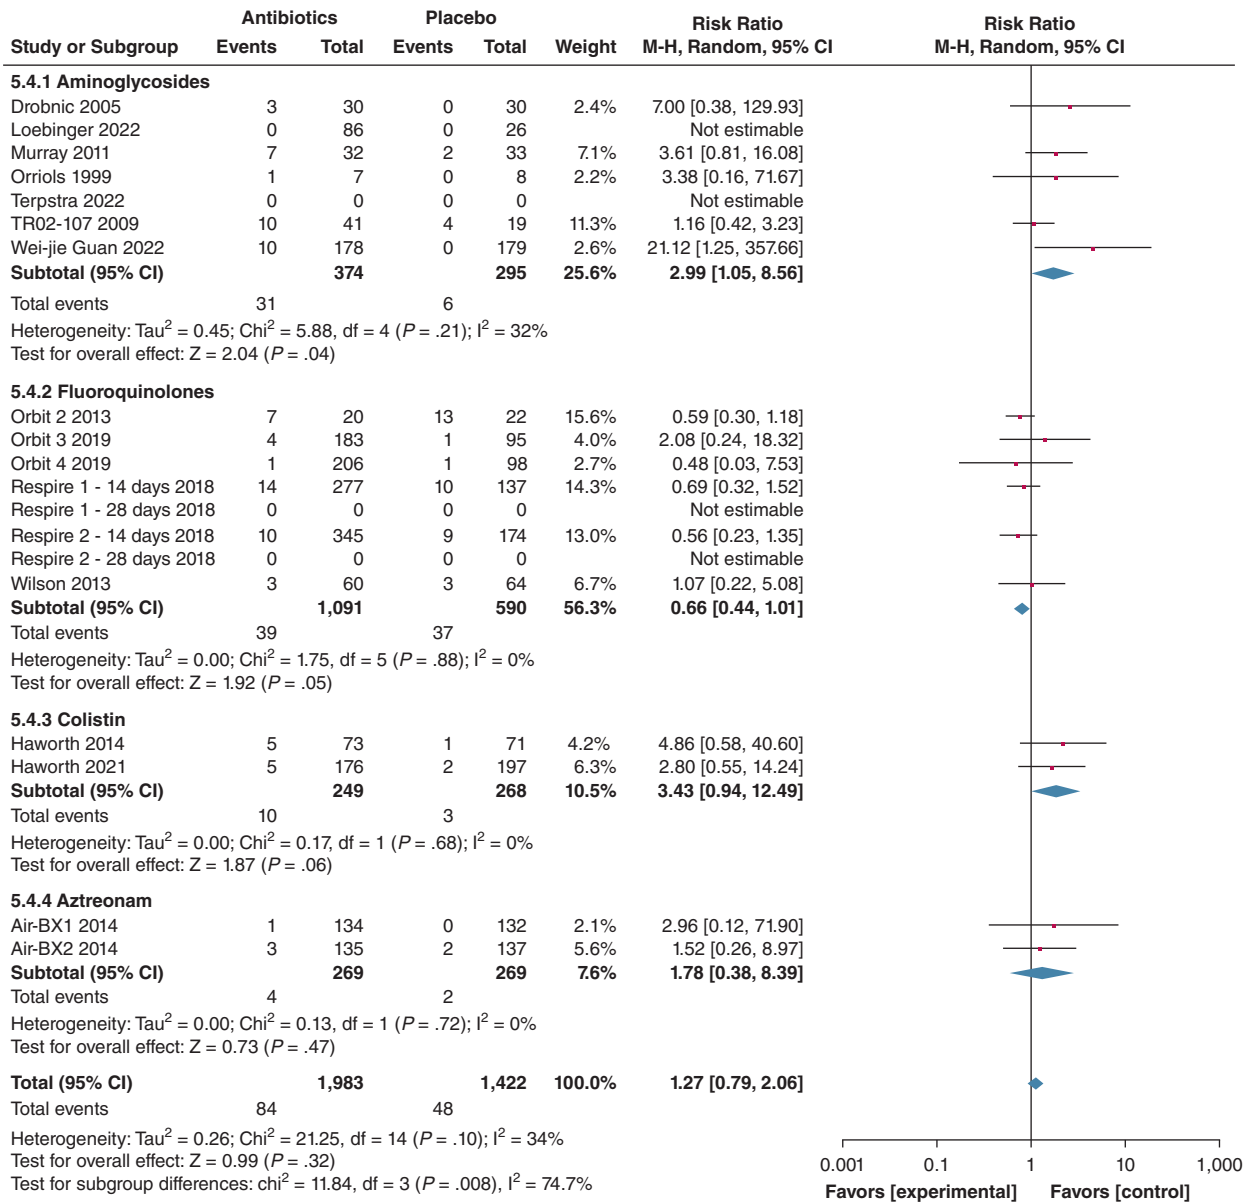 Antibiotics Placebo Risk Ratio Risk Ratio
Study or Subgroup Events Total Events Total Weight M-H, Random, 95% CI M-H, Random, 95% CI
5.4.1 Aminoglycosides
Drobnic 2005 3 30 0 30 2.4% 7.00 [0.38, 129.93]
Loebinger 2022 0 86 0 26 Not estimable
Murray 2011 7 32 2 33 7.1% 3.61 [0.81, 16.08]
Orriols 1999 1 7 0 8 2.2% 3.38 [0.16, 71.67]
Terpstra 2022 0 0 0 0 Not estimable
TR02-107 2009 10 41 4 19 11.3% 1.16 [0.42, 3.23]
Wei-jie Guan 2022 10 178 0 179 2.6% 21.12 [1.25, 357.66]
Subtotal (95% CI) 374 295 25.6% 2.99 [1.05, 8.56]
Total events 31 6
Heterogeneity: Tau² = 0.45; Chi² = 5.88, df = 4 (P = .21); I² = 32%
Test for overall effect: Z = 2.04 (P = .04)
5.4.2 Fluoroquinolones
Orbit 2 2013 7 20 13 22 15.6% 0.59 [0.30, 1.18]
Orbit 3 2019 4 183 1 95 4.0% 2.08 [0.24, 18.32]
Orbit 4 2019 1 206 1 98 2.7% 0.48 [0.03, 7.53]
Respire 1 - 14 days 2018 14 277 10 137 14.3% 0.69 [0.32, 1.52]
Respire 1 - 28 days 2018 0 0 0 0 Not estimable
Respire 2 - 14 days 2018 10 345 9 174 13.0% 0.56 [0.23, 1.35]
Respire 2 - 28 days 2018 0 0 0 0 Not estimable
Wilson 2013 3 60 3 64 6.7% 1.07 [0.22, 5.08]
Subtotal (95% CI) 1,091 590 56.3% 0.66 [0.44, 1.01]
Total events 39 37
Heterogeneity: Tau² = 0.00; Chi² = 1.75, df = 5 (P = .88); I² = 0%
Test for overall effect: Z = 1.92 (P = .05)
5.4.3 Colistin
Haworth 2014 5 73 1 71 4.2% 4.86 [0.58, 40.60]
Haworth 2021 5 176 2 197 6.3% 2.80 [0.55, 14.24]
Subtotal (95% CI) 249 268 10.5% 3.43 [0.94, 12.49]
Total events 10 3
Heterogeneity: Tau² = 0.00; Chi² = 0.17, df = 1 (P = .68); I² = 0%
Test for overall effect: Z = 1.87 (P = .06)
5.4.4 Aztreonam
Air-BX1 2014 1 134 0 132 2.1% 2.96 [0.12, 71.90]
Air-BX2 2014 3 135 2 137 5.6% 1.52 [0.26, 8.97]
Subtotal (95% CI) 269 269 7.6% 1.78 [0.38, 8.39]
Total events 4 2
Heterogeneity: Tau² = 0.00; Chi² = 0.13, df = 1 (P = .72); I² = 0%
Test for overall effect: Z = 0.73 (P = .47)
Total (95% CI) 1,983 1,422 100.0% 1.27 [0.79, 2.06]
Total events 84 48
Heterogeneity: Tau² = 0.26; Chi² = 21.25, df = 14 (P = .10); I² = 34%
Test for overall effect: Z = 0.99 (P = .32)
Test for subgroup differences: chi² = 11.84, df = 3 (P = .008), I² = 74.7%
0.001 0.1 1 10 1,000
Favors [experimental] Favors [control]